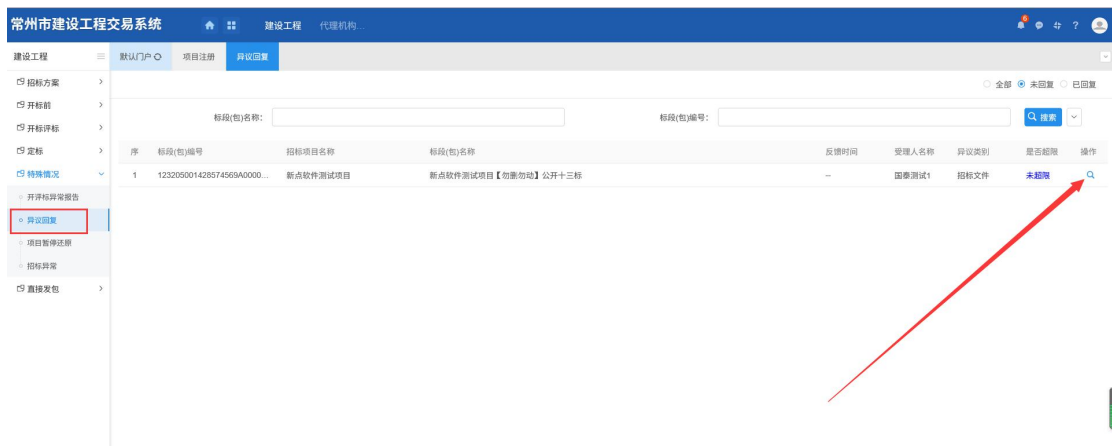 常州市建设工程交易系统 建设工程 代理机构... 6
建设工程 默认门户 项目注册 异议回复
招标方案
全部 未回复 已回复
开标前
标段(包)名称： 标段(包)编号： 搜索
开标评标
定标
序 标段(包)编号 招标项目名称 标段(包)名称 反馈时间 受理人名称 异议类别 是否超限 操作
特殊情况
1 123205001428574569A0000... 新点软件测试项目 新点软件测试项目【勿删勿动】公开十三标 -- 国泰测试1 招标文件 未超限
开评标异常报告
异议回复
项目暂停还原
招标异常
直接发包